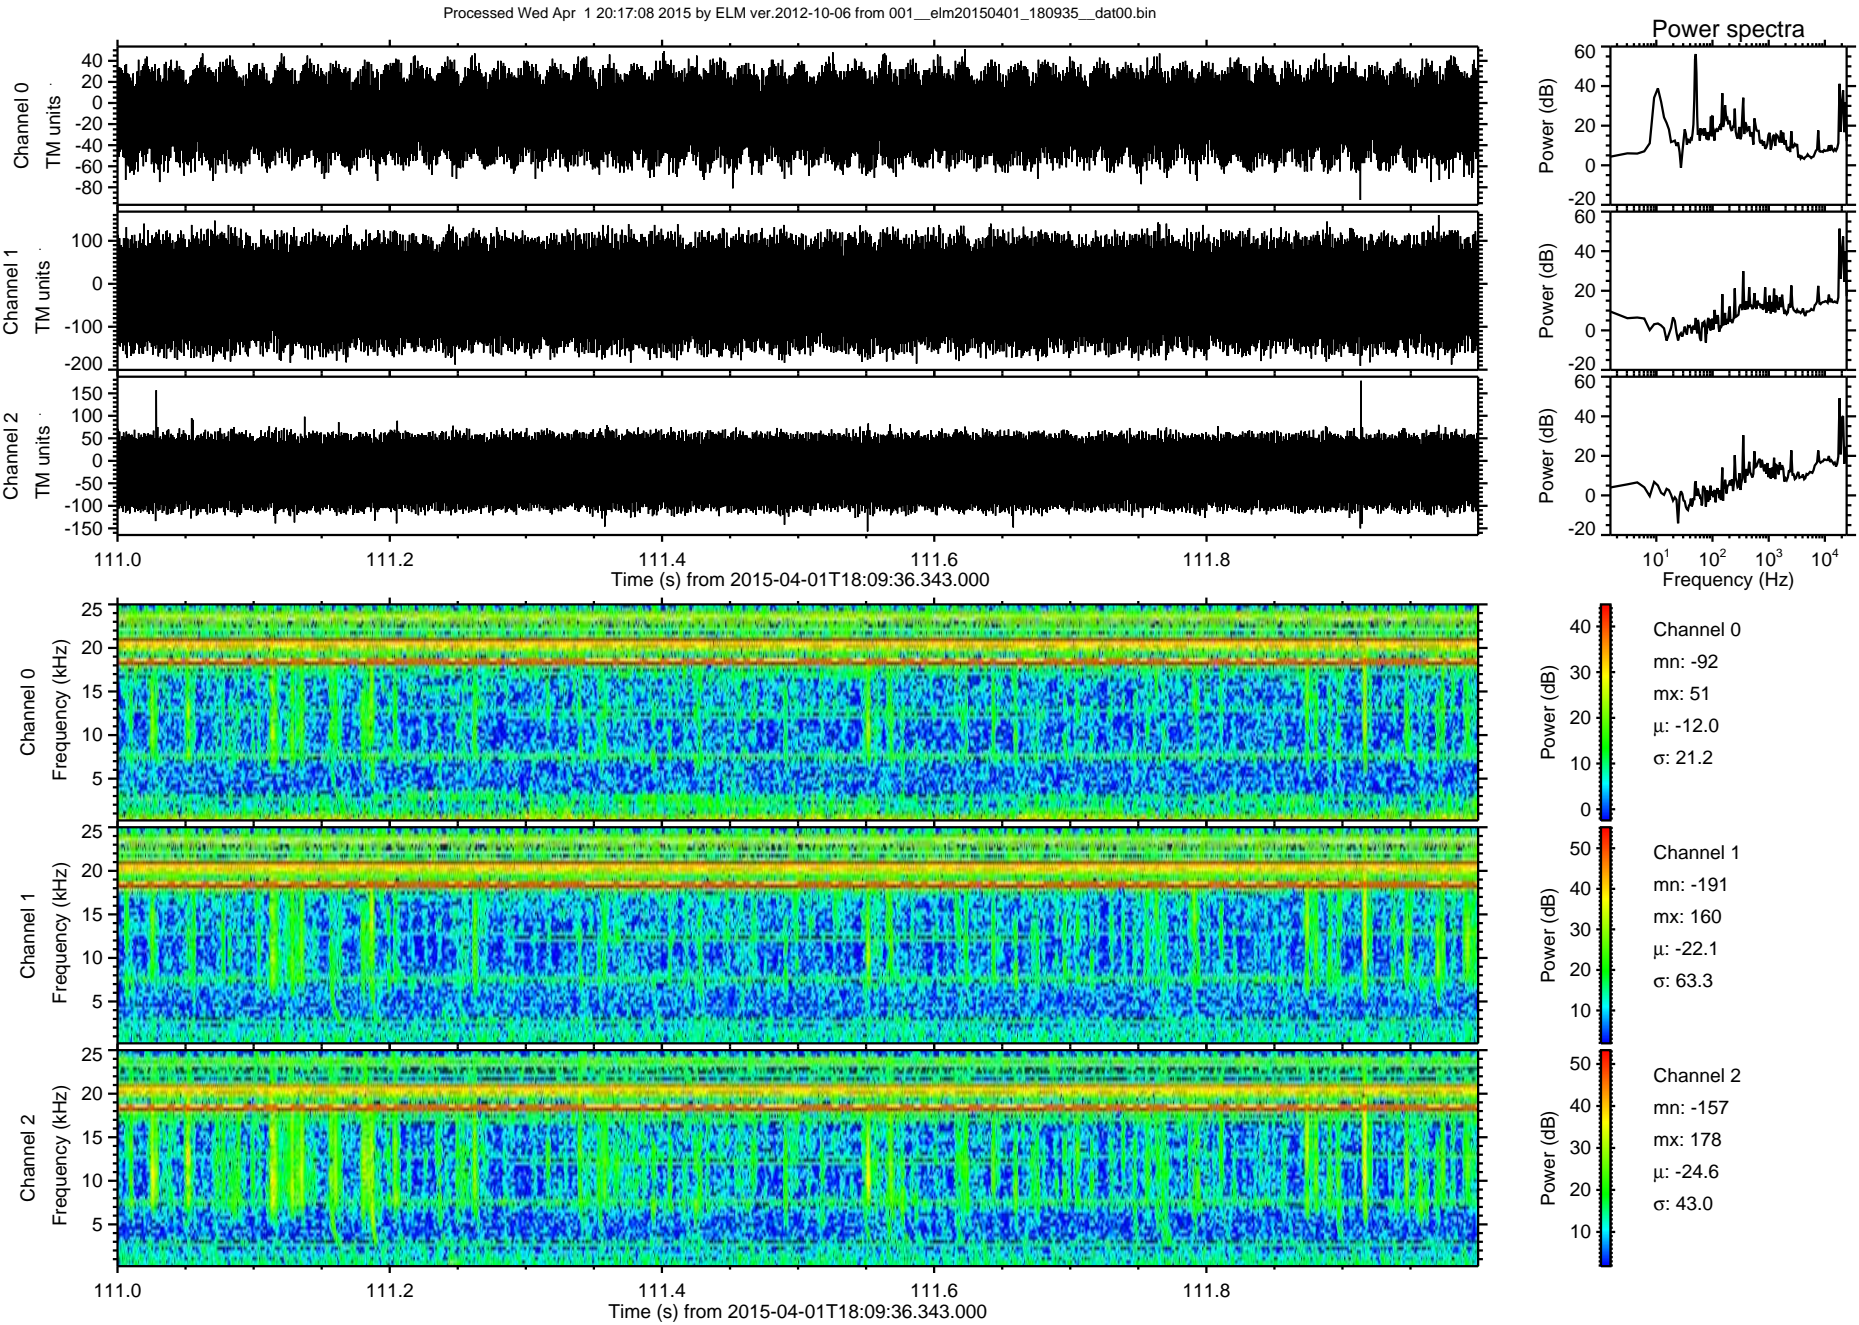 Processed Wed Apr  1 20:17:08 2015 by ELM ver.2012-10-06 from 001__elm20150401_180935__dat00.bin
Power spectra
Channel 0
TM units
40
20
0
-20
-40
-60
-80
Power (dB)
60
40
20
0
-20
Channel 1
TM units
100
0
-100
-200
Power (dB)
60
40
20
0
-20
Channel 2
TM units
150
100
50
0
-50
-100
-150
Power (dB)
60
40
20
0
-20
111.0 111.2 111.4 111.6 111.8
Time (s) from 2015-04-01T18:09:36.343.000
10¹ 10² 10³ 10⁴
Frequency (Hz)
Channel 0
Frequency (kHz)
25
20
15
10
5
Power (dB)
40
30
20
10
0
Channel 0
mn: -92
mx: 51
μ: -12.0
σ: 21.2
Channel 1
Frequency (kHz)
25
20
15
10
5
Power (dB)
50
40
30
20
10
Channel 1
mn: -191
mx: 160
μ: -22.1
σ: 63.3
Channel 2
Frequency (kHz)
25
20
15
10
5
Power (dB)
50
40
30
20
10
Channel 2
mn: -157
mx: 178
μ: -24.6
σ: 43.0
111.0 111.2 111.4 111.6 111.8
Time (s) from 2015-04-01T18:09:36.343.000